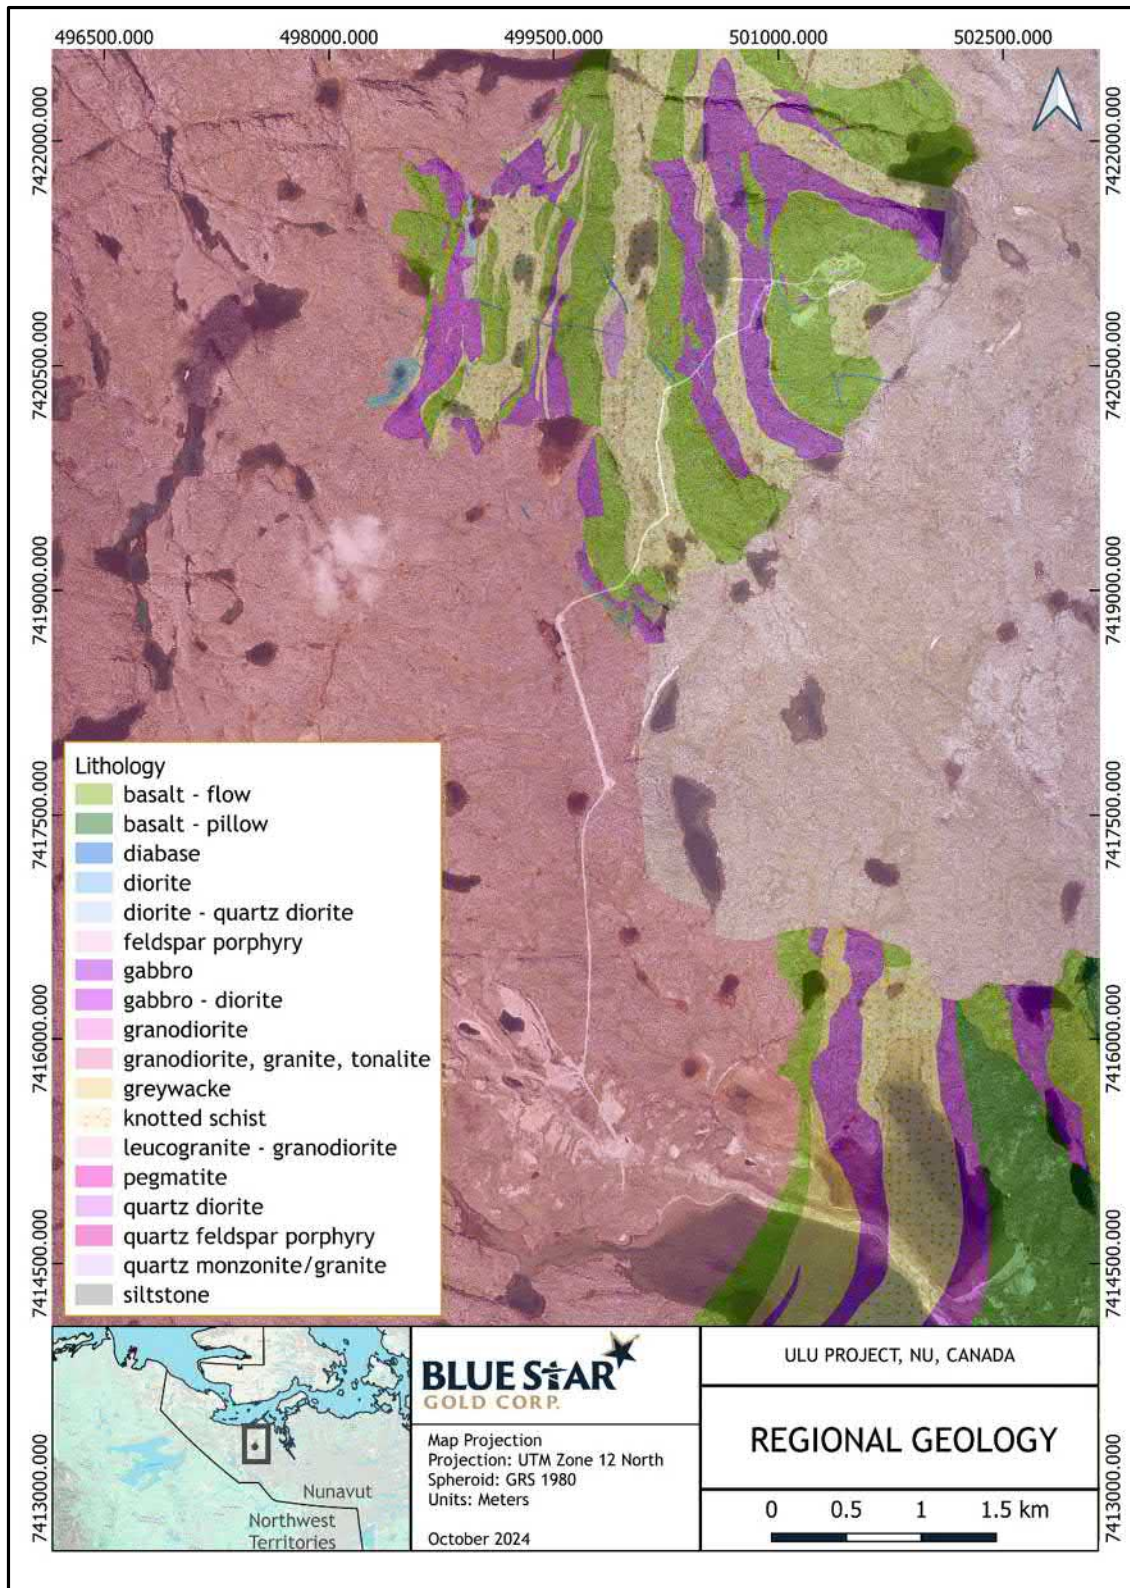 496500.000 498000.000 499500.000 501000.000 502500.000
7422000.000
7420500.000
7419000.000
7417500.000
7416000.000
7414500.000
7413000.000
7422000.000
7420500.000
7419000.000
7417500.000
7416000.000
7414500.000
7413000.000
Lithology
basalt - flow
basalt - pillow
diabase
diorite
diorite - quartz diorite
feldspar porphyry
gabbro
gabbro - diorite
granodiorite
granodiorite, granite, tonalite
greywacke
knotted schist
leucogranite - granodiorite
pegmatite
quartz diorite
quartz feldspar porphyry
quartz monzonite/granite
siltstone
Nunavut
Northwest
Territories
BLUE STAR
GOLD CORP.
Map Projection
Projection: UTM Zone 12 North
Spheroid: GRS 1980
Units: Meters
October 2024
ULU PROJECT, NU, CANADA
REGIONAL GEOLOGY
0 0.5 1 1.5 km